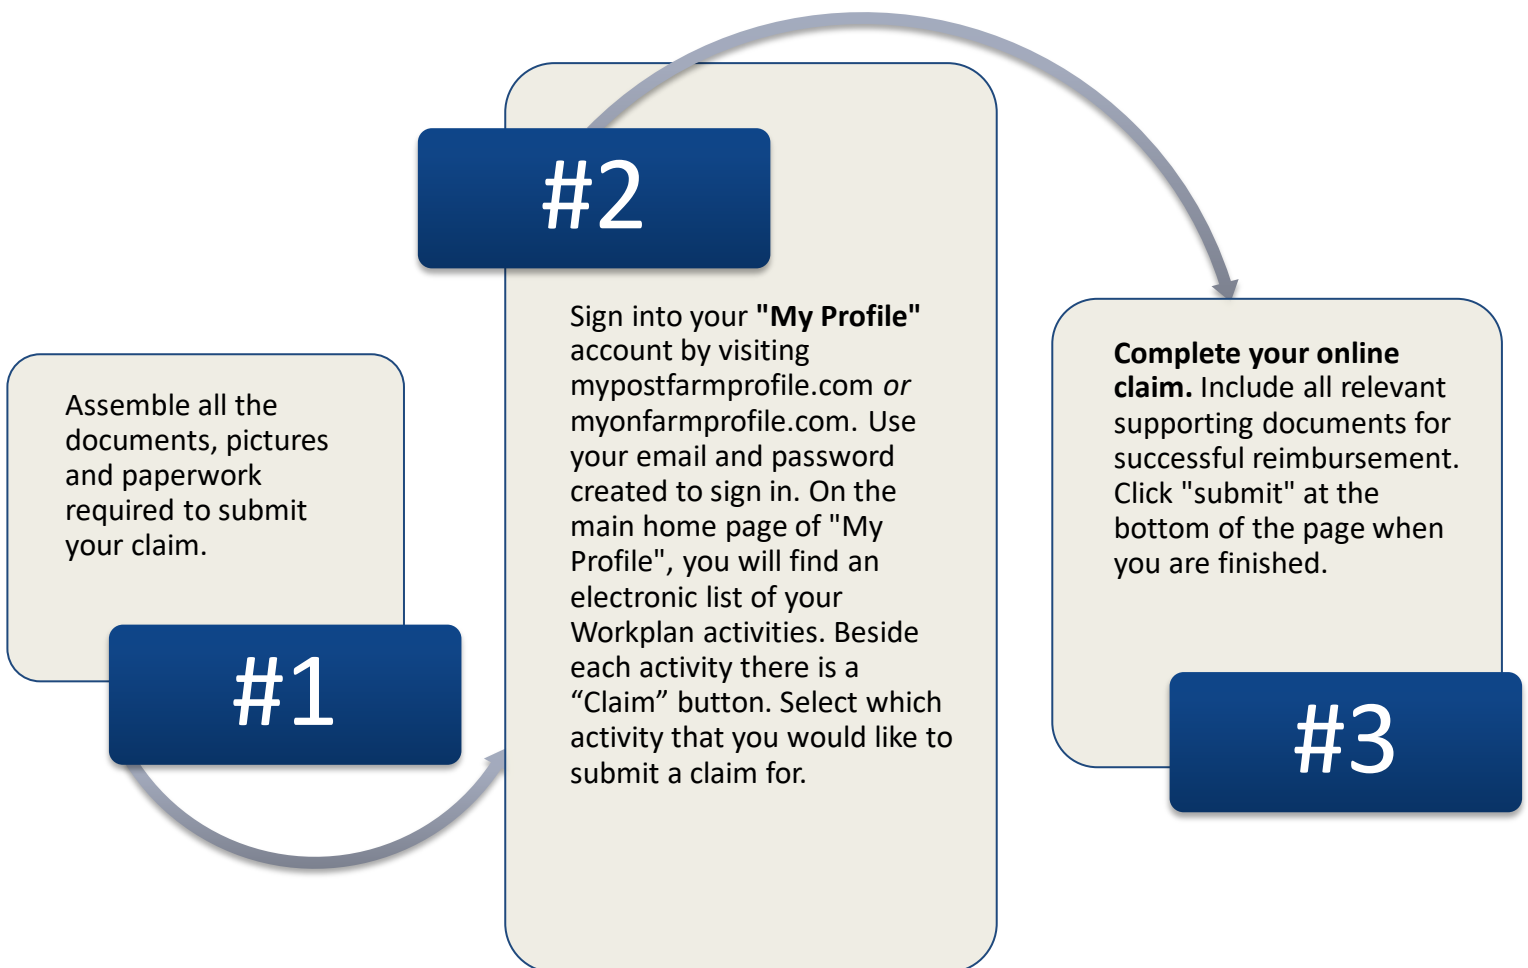 Assemble all the
documents, pictures
and paperwork
required to submit
your claim.
#1
#2
Sign into your "My Profile"
account by visiting
mypostfarmprofile.com or
myonfarmprofile.com. Use
your email and password
created to sign in. On the
main home page of "My
Profile", you will find an
electronic list of your
Workplan activities. Beside
each activity there is a
“Claim” button. Select which
activity that you would like to
submit a claim for.
Complete your online
claim. Include all relevant
supporting documents for
successful reimbursement.
Click "submit" at the
bottom of the page when
you are finished.
#3